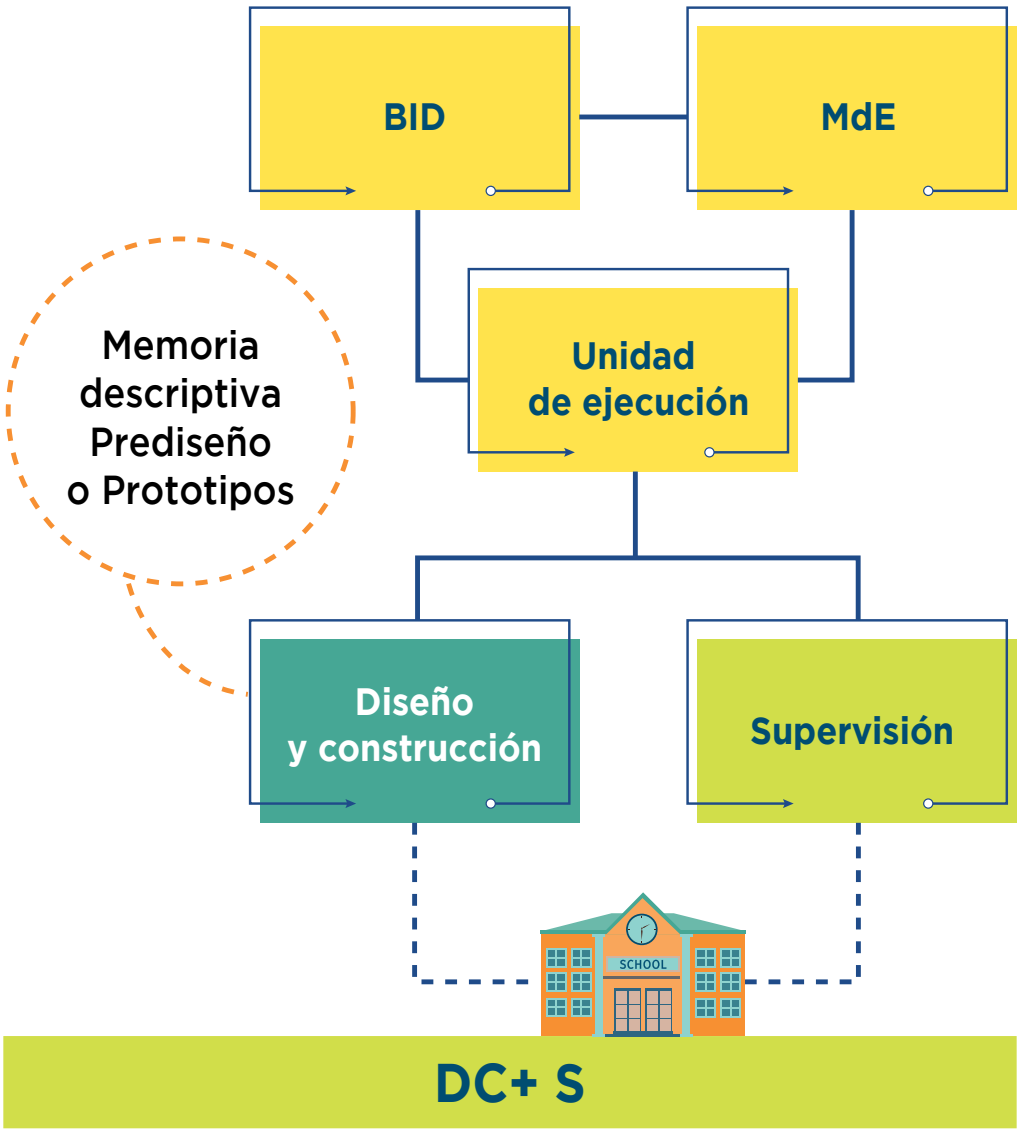 BID
MdE
Memoria
descriptiva
Prediseño
o Prototipos
Unidad
de ejecución
Diseño
y construcción
Supervisión
SCHOOL
DC+ S